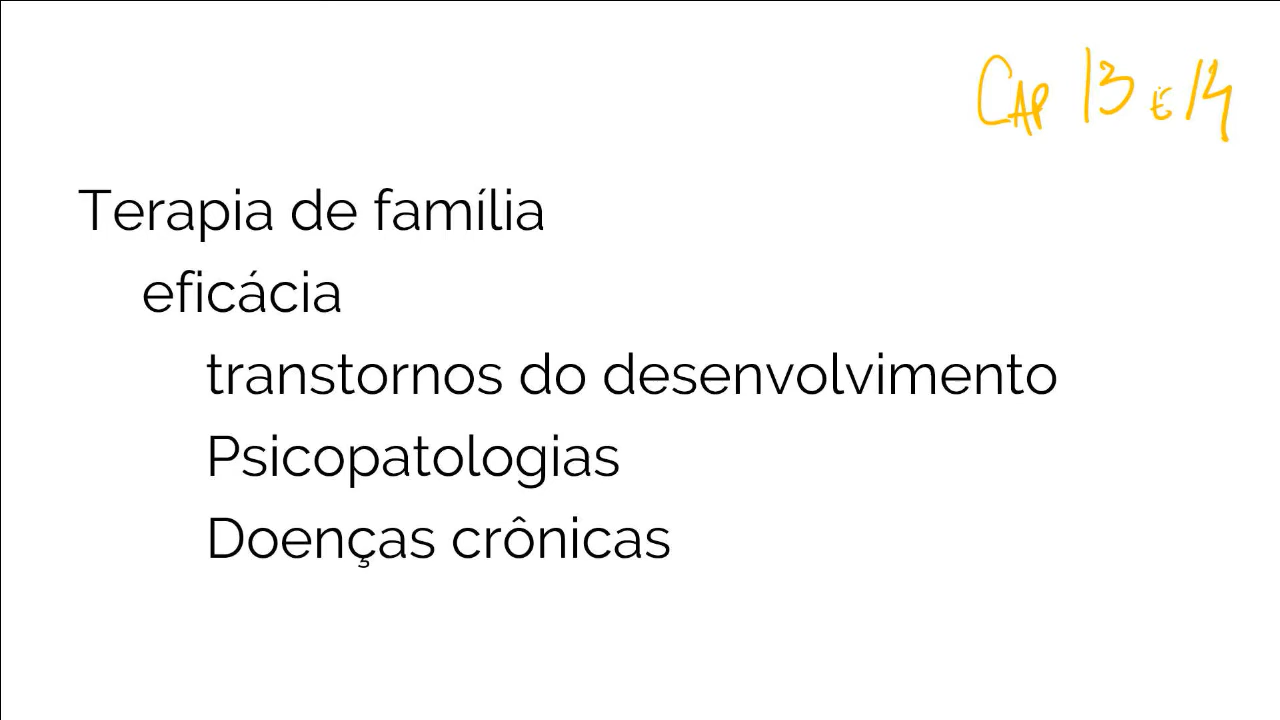 CAP 13 E 14
Terapia de família
eficácia
transtornos do desenvolvimento
Psicopatologias
Doenças crônicas